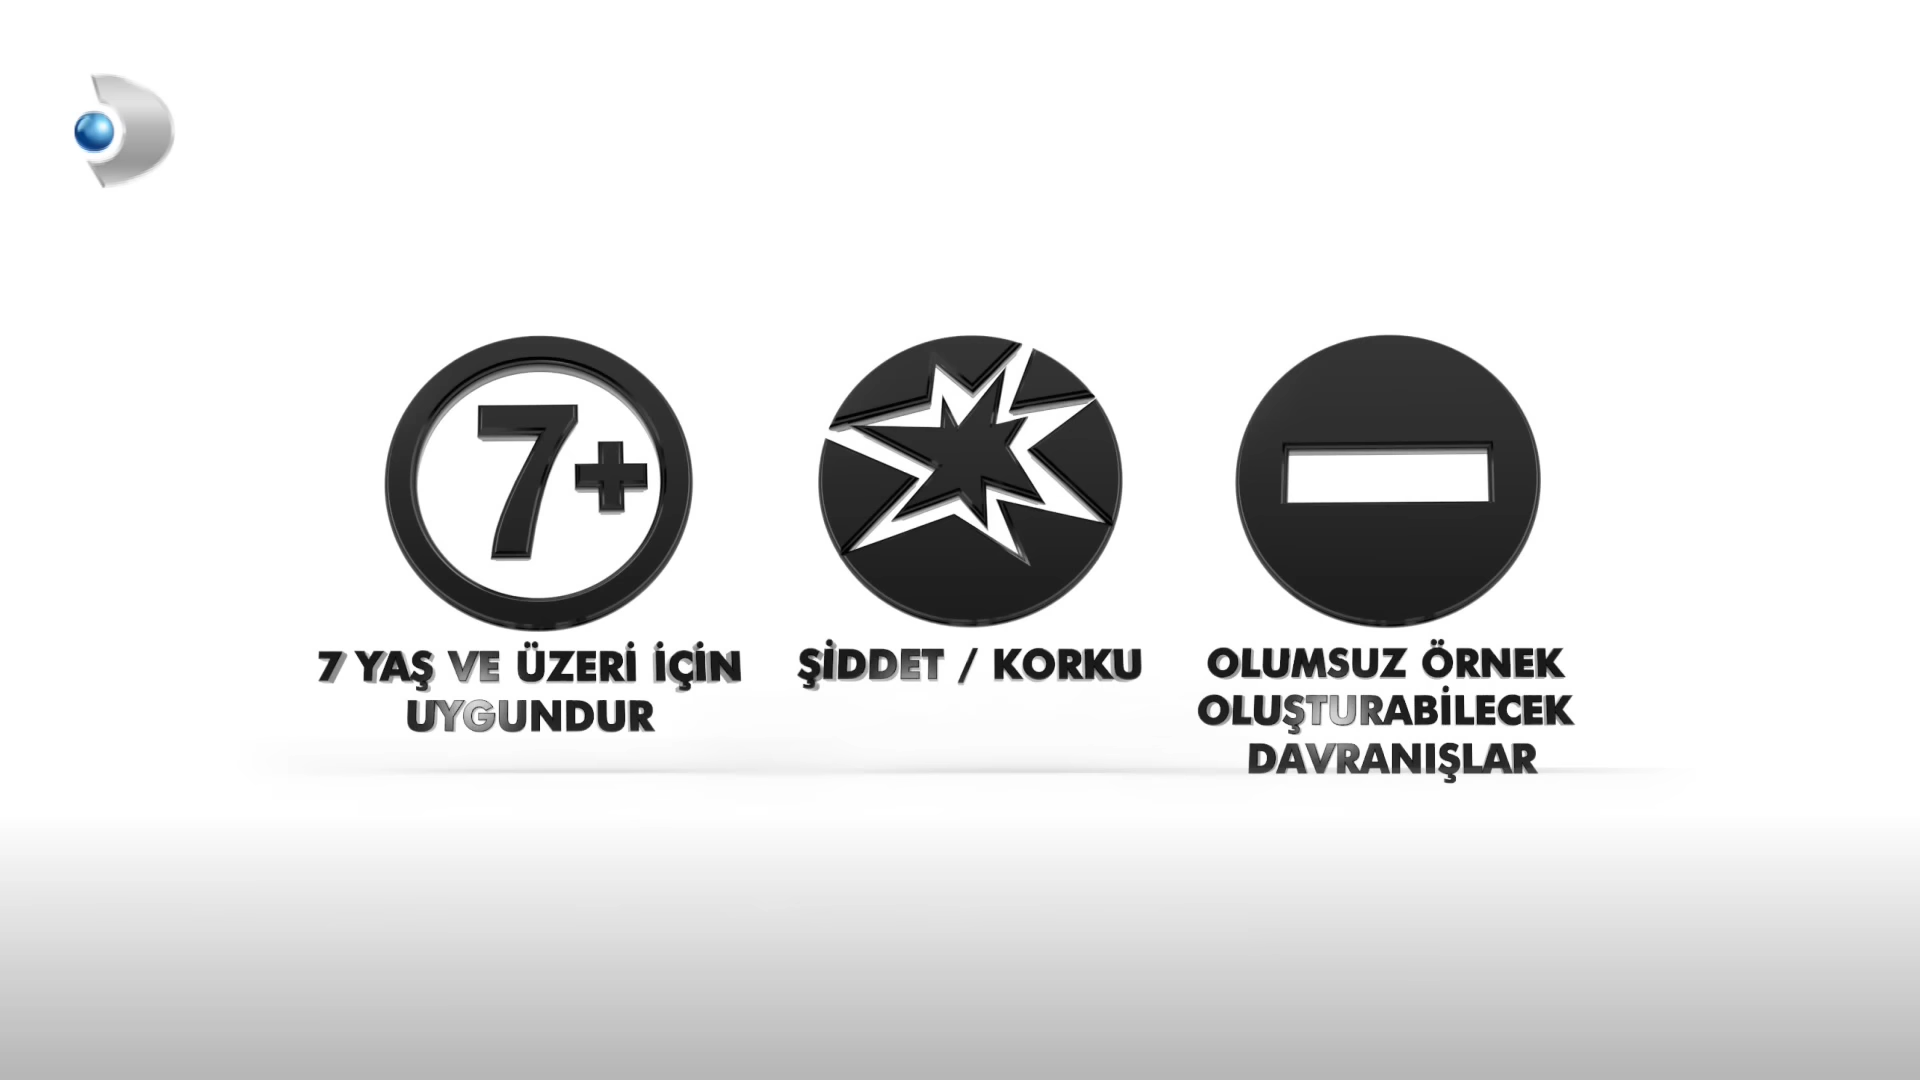 7+
7 YAŞ VE ÜZERİ İÇİN
UYGUNDUR
ŞİDDET / KORKU
OLUMSUZ ÖRNEK
OLUŞTURABİLECEK
DAVRANIŞLAR